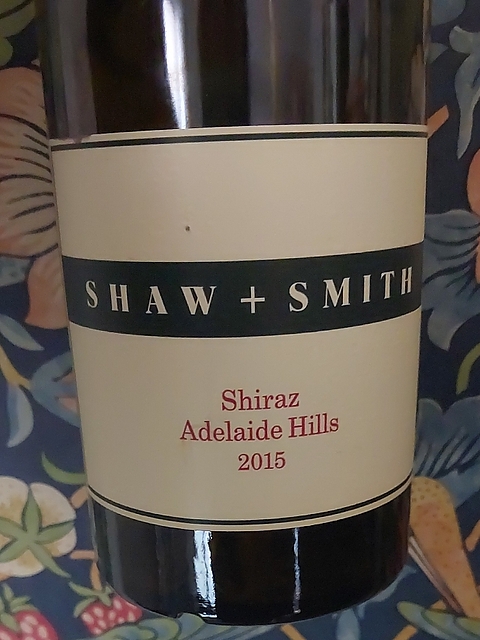 SHAW + SMITH
Shiraz
Adelaide Hills
2015